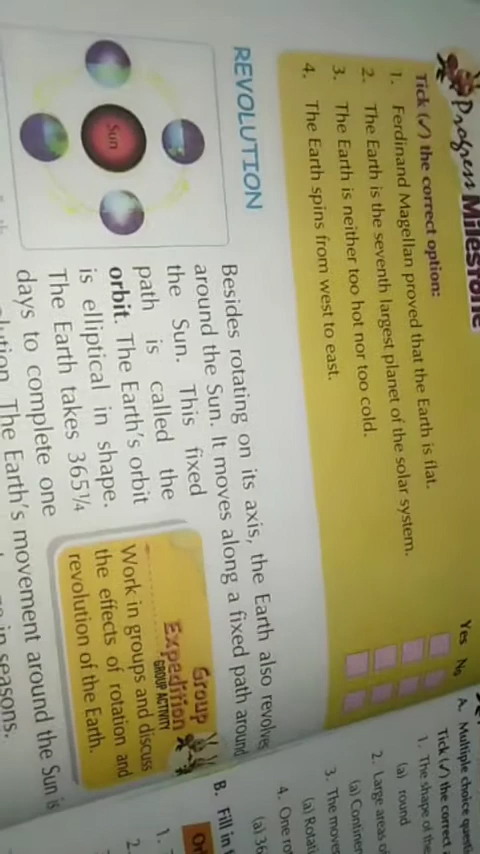 Progress Milestone
Tick (✓) the correct option:
Yes No
1. Ferdinand Magellan proved that the Earth is flat.
2. The Earth is the seventh largest planet of the solar system.
3. The Earth is neither too hot nor too cold.
4. The Earth spins from west to east.
REVOLUTION
Sun
Besides rotating on its axis, the Earth also revolves
around the Sun. It moves along a fixed path around
the Sun. This fixed
path is called the
orbit. The Earth's orbit
is elliptical in shape.
The Earth takes 365¼
days to complete one
The Earth's movement around the Sun is
in seasons.
Group
Expedition
GROUP ACTIVITY
Work in groups and discuss
the effects of rotation and
revolution of the Earth.
A. Multiple choice
Tick (✓) the correct
1. The shape of the
(a) round
2. Large areas of
(a)
3. The
(a)
4. One
(a) 36
B. Fill in
1.
2.